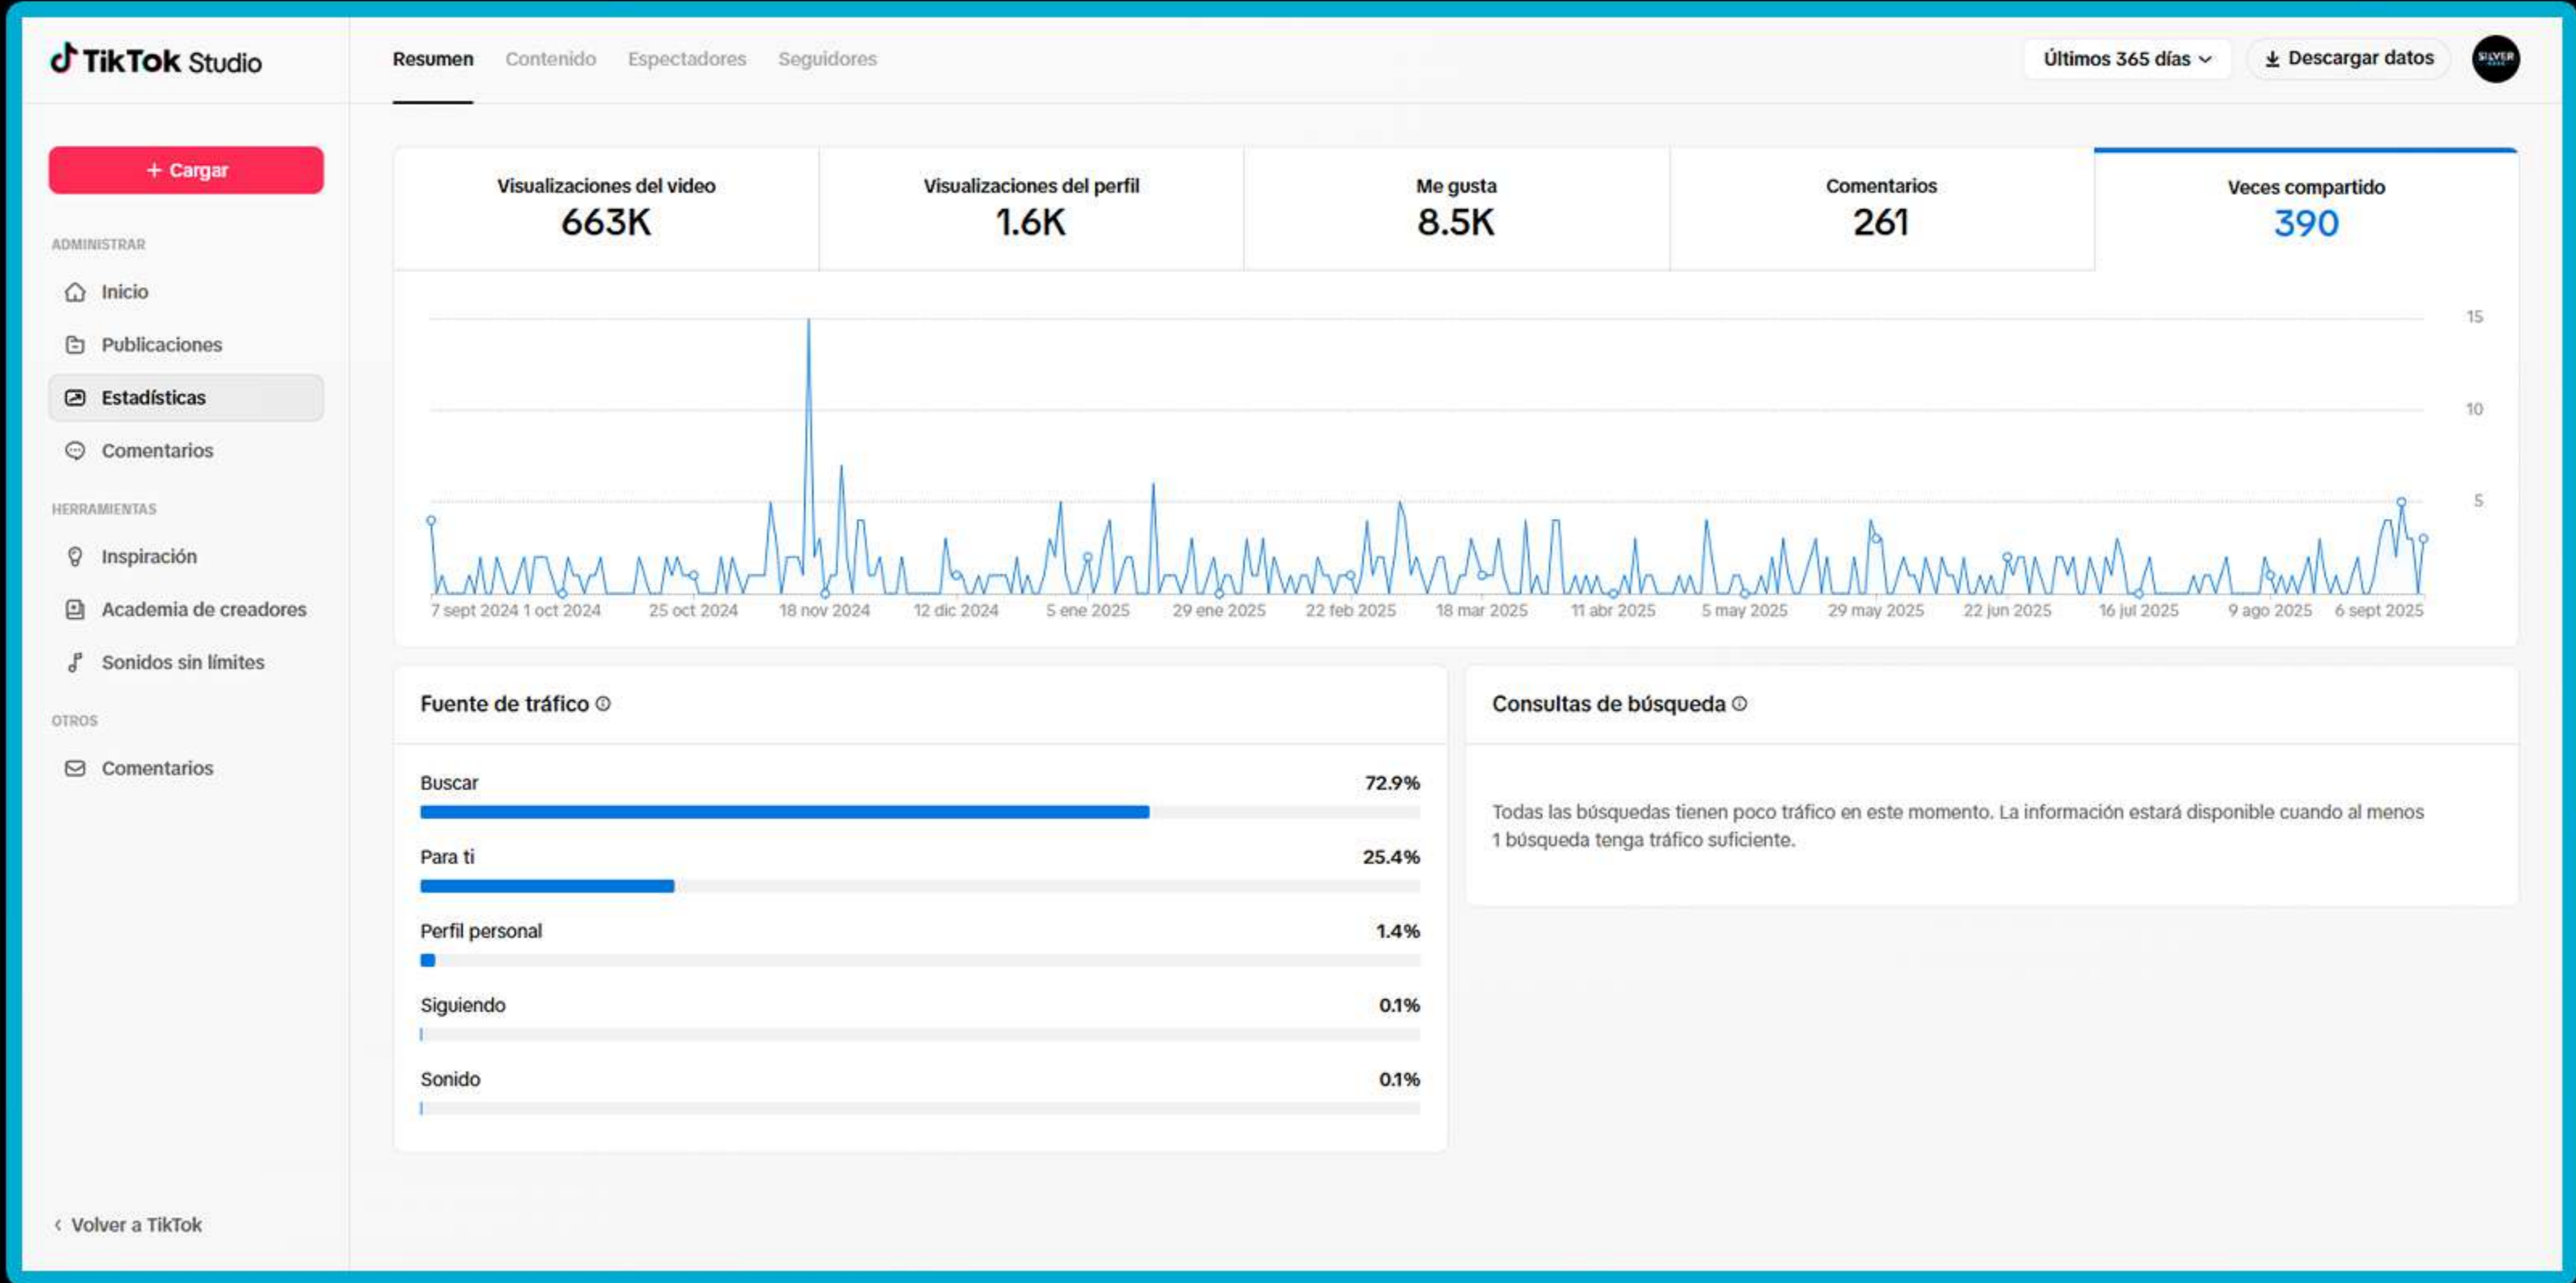 TikTok Studio
Resumen Contenido Espectadores Seguidores
Últimos 365 días
Descargar datos
SILVER
+ Cargar
ADMINISTRAR
Inicio
Publicaciones
Estadísticas
Comentarios
HERRAMIENTAS
Inspiración
Academia de creadores
Sonidos sin límites
OTROS
Comentarios
< Volver a TikTok
Visualizaciones del video
663K
Visualizaciones del perfil
1.6K
Me gusta
8.5K
Comentarios
261
Veces compartido
390
15
10
5
7 sept 2024 1 oct 2024 25 oct 2024 18 nov 2024 12 dic 2024 5 ene 2025 29 ene 2025 22 feb 2025 18 mar 2025 11 abr 2025 5 may 2025 29 may 2025 22 jun 2025 16 jul 2025 9 ago 2025 6 sept 2025
Fuente de tráfico
Buscar 72.9%
Para ti 25.4%
Perfil personal 1.4%
Siguiendo 0.1%
Sonido 0.1%
Consultas de búsqueda
Todas las búsquedas tienen poco tráfico en este momento. La información estará disponible cuando al menos
1 búsqueda tenga tráfico suficiente.